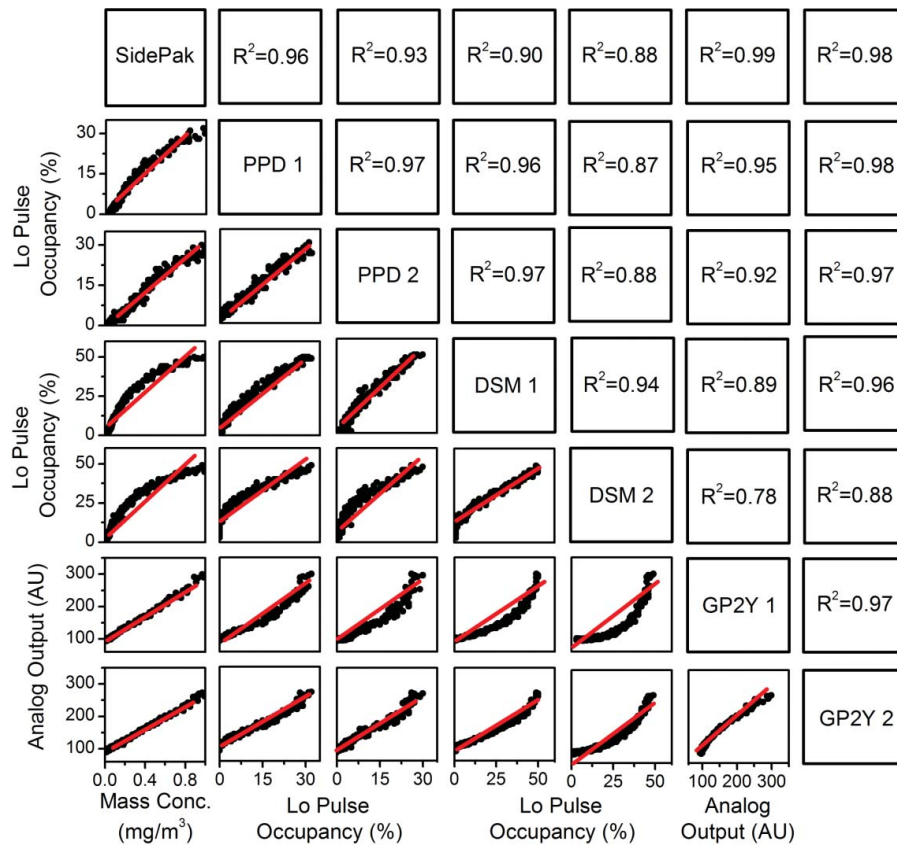 SidePak R²=0.96 R²=0.93 R²=0.90 R²=0.88 R²=0.99 R²=0.98
Lo Pulse
Occupancy (%)
30
15
0
PPD 1 R²=0.97 R²=0.96 R²=0.87 R²=0.95 R²=0.98
30
15
0
PPD 2 R²=0.97 R²=0.88 R²=0.92 R²=0.97
Lo Pulse
Occupancy (%)
50
25
0
DSM 1 R²=0.94 R²=0.89 R²=0.96
50
25
0
DSM 2 R²=0.78 R²=0.88
Analog Output (AU)
300
200
100
GP2Y 1 R²=0.97
300
200
100
GP2Y 2
0.0 0.4 0.8 0 15 30 0 15 30 0 25 50 0 25 50 100 200 300
Mass Conc.
(mg/m³)
Lo Pulse
Occupancy (%)
Lo Pulse
Occupancy (%)
Analog
Output (AU)